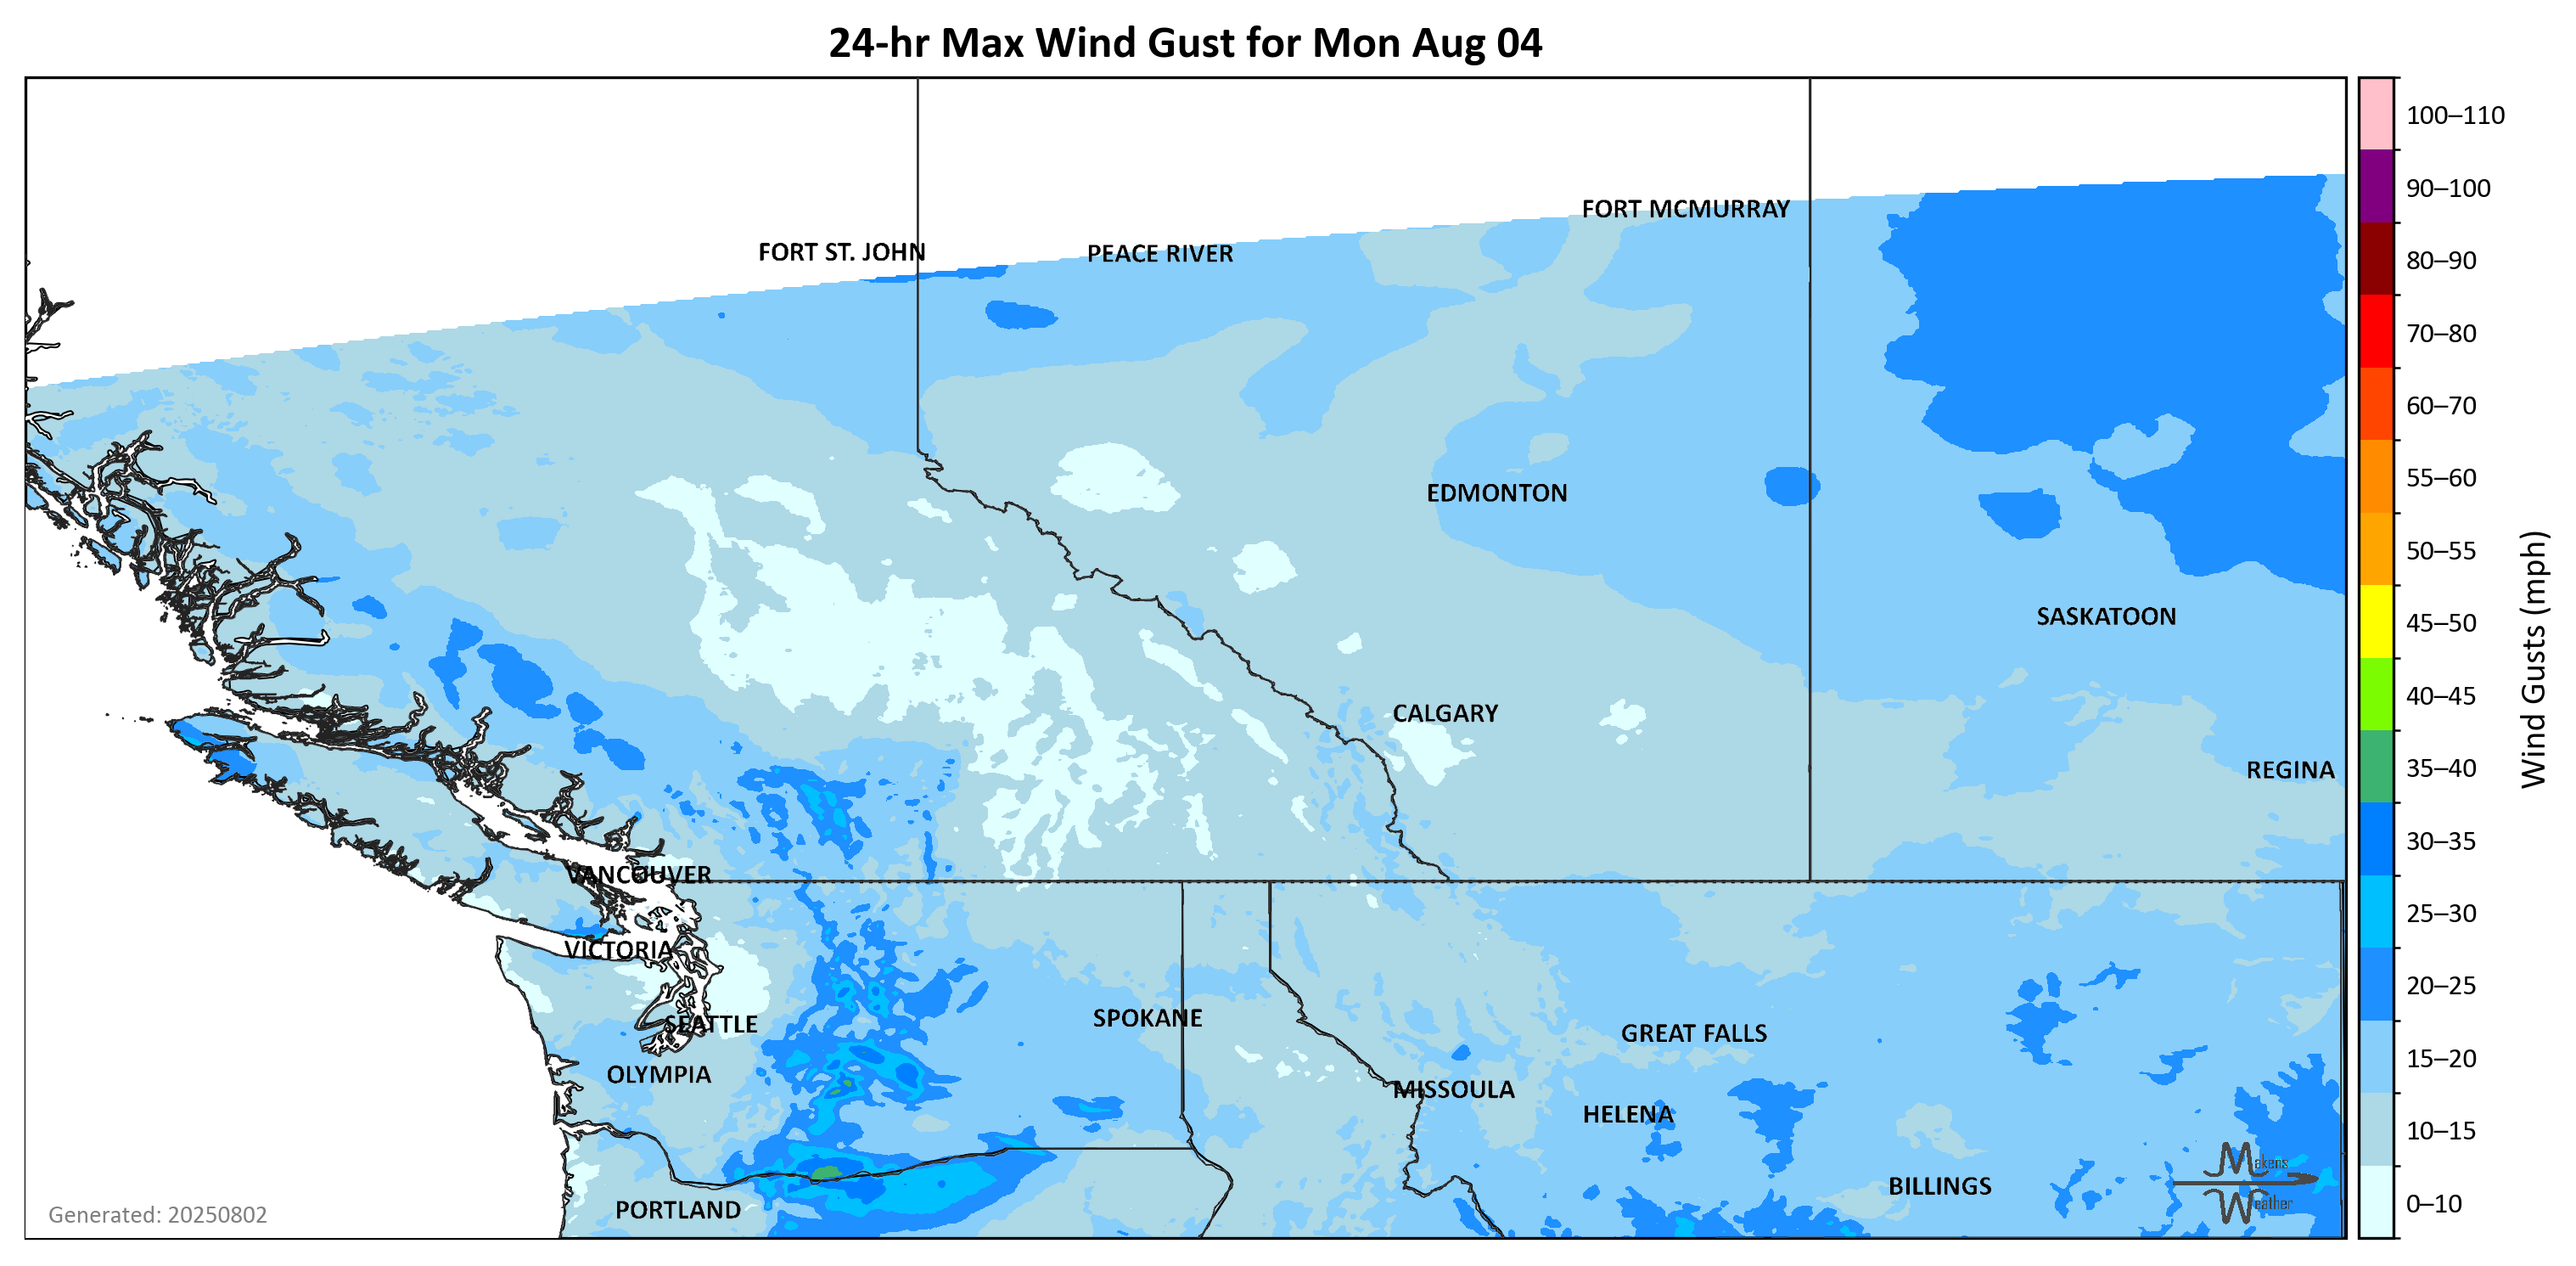 24-hr Max Wind Gust for Mon Aug 04
100–110
90–100
80–90
70–80
60–70
55–60
50–55
45–50
40–45
35–40
30–35
25–30
20–25
15–20
10–15
0–10
Wind Gusts (mph)
FORT MCMURRAY
FORT ST. JOHN
PEACE RIVER
EDMONTON
SASKATOON
CALGARY
REGINA
VANCOUVER
VICTORIA
SEATTLE
SPOKANE
GREAT FALLS
OLYMPIA
MISSOULA
HELENA
BILLINGS
PORTLAND
Makens
Weather
Generated: 20250802